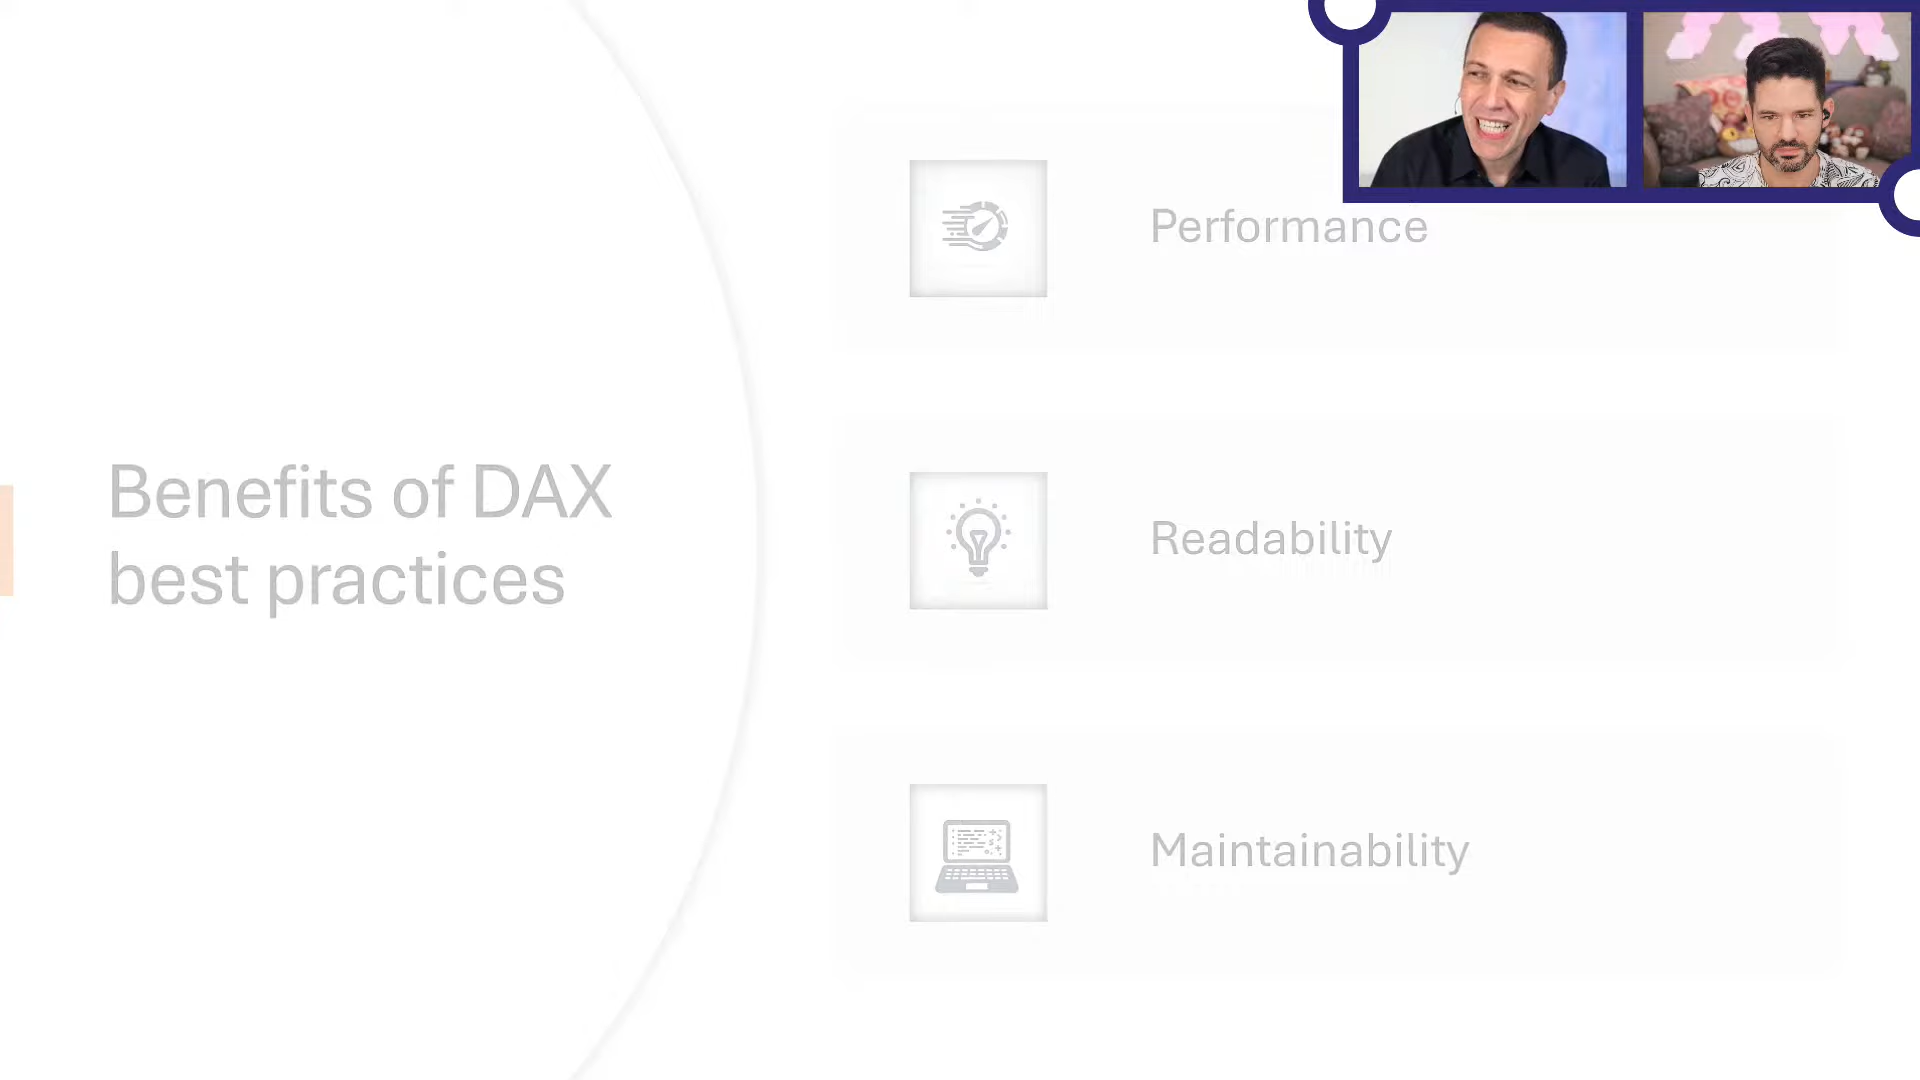 Benefits of DAX
best practices
Performance
Readability
Maintainability